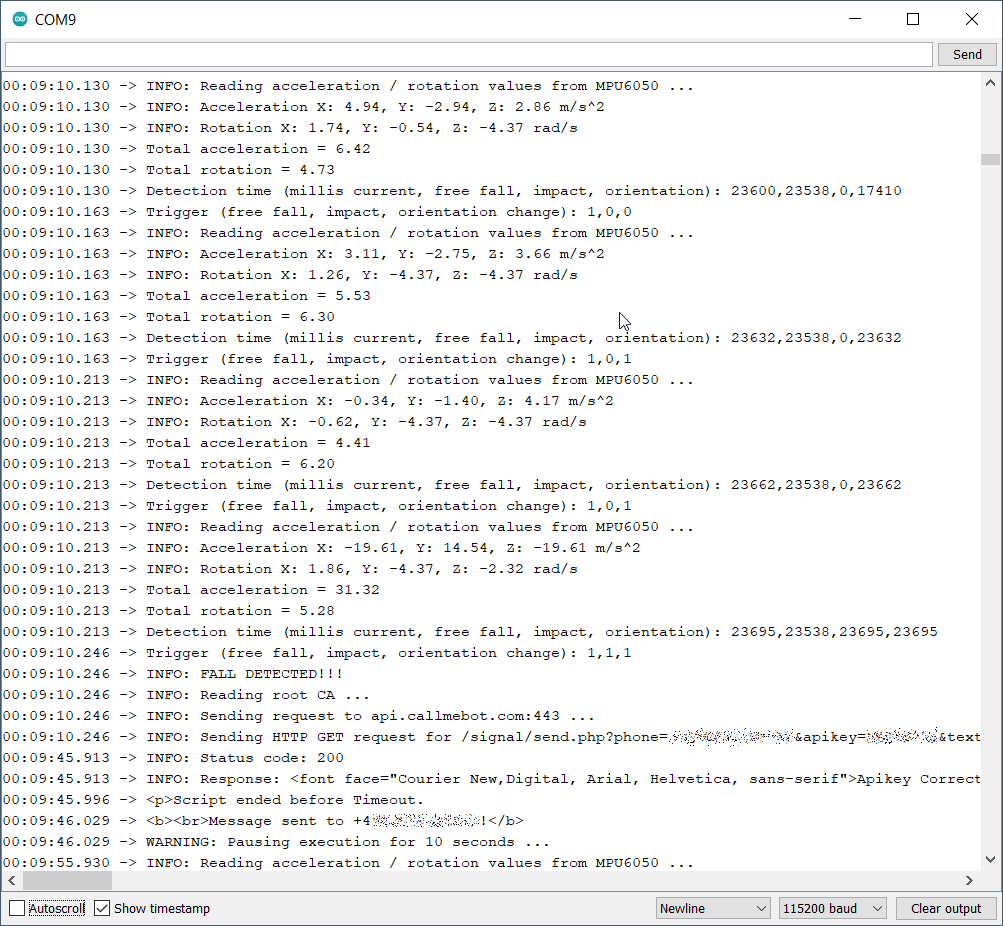 COM9
Send
00:09:10.130 -> INFO: Reading acceleration / rotation values from MPU6050 ...
00:09:10.130 -> INFO: Acceleration X: 4.94, Y: -2.94, Z: 2.86 m/s^2
00:09:10.130 -> INFO: Rotation X: 1.74, Y: -0.54, Z: -4.37 rad/s
00:09:10.130 -> Total acceleration = 6.42
00:09:10.130 -> Total rotation = 4.73
00:09:10.130 -> Detection time (millis current, free fall, impact, orientation): 23600,23538,0,17410
00:09:10.163 -> Trigger (free fall, impact, orientation change): 1,0,0
00:09:10.163 -> INFO: Reading acceleration / rotation values from MPU6050 ...
00:09:10.163 -> INFO: Acceleration X: 3.11, Y: -2.75, Z: 3.66 m/s^2
00:09:10.163 -> INFO: Rotation X: 1.26, Y: -4.37, Z: -4.37 rad/s
00:09:10.163 -> Total acceleration = 5.53
00:09:10.163 -> Total rotation = 6.30
00:09:10.163 -> Detection time (millis current, free fall, impact, orientation): 23632,23538,0,23632
00:09:10.163 -> Trigger (free fall, impact, orientation change): 1,0,1
00:09:10.213 -> INFO: Reading acceleration / rotation values from MPU6050 ...
00:09:10.213 -> INFO: Acceleration X: -0.34, Y: -1.40, Z: 4.17 m/s^2
00:09:10.213 -> INFO: Rotation X: -0.62, Y: -4.37, Z: -4.37 rad/s
00:09:10.213 -> Total acceleration = 4.41
00:09:10.213 -> Total rotation = 6.20
00:09:10.213 -> Detection time (millis current, free fall, impact, orientation): 23662,23538,0,23662
00:09:10.213 -> Trigger (free fall, impact, orientation change): 1,0,1
00:09:10.213 -> INFO: Reading acceleration / rotation values from MPU6050 ...
00:09:10.213 -> INFO: Acceleration X: -19.61, Y: 14.54, Z: -19.61 m/s^2
00:09:10.213 -> INFO: Rotation X: 1.86, Y: -4.37, Z: -2.32 rad/s
00:09:10.213 -> Total acceleration = 31.32
00:09:10.213 -> Total rotation = 5.28
00:09:10.213 -> Detection time (millis current, free fall, impact, orientation): 23695,23538,23695,23695
00:09:10.246 -> Trigger (free fall, impact, orientation change): 1,1,1
00:09:10.246 -> INFO: FALL DETECTED!!!
00:09:10.246 -> INFO: Reading root CA ...
00:09:10.246 -> INFO: Sending request to api.callmebot.com:443 ...
00:09:10.246 -> INFO: Sending HTTP GET request for /signal/send.php?phone= &apikey= &text
00:09:45.913 -> INFO: Status code: 200
00:09:45.913 -> INFO: Response: <font face="Courier New,Digital, Arial, Helvetica, sans-serif">Apikey Correct
00:09:45.996 -> <p>Script ended before Timeout.
00:09:46.029 -> <b><br>Message sent to +4 !</b>
00:09:46.029 -> WARNING: Pausing execution for 10 seconds ...
00:09:55.930 -> INFO: Reading acceleration / rotation values from MPU6050 ...
Autoscroll Show timestamp Newline 115200 baud Clear output